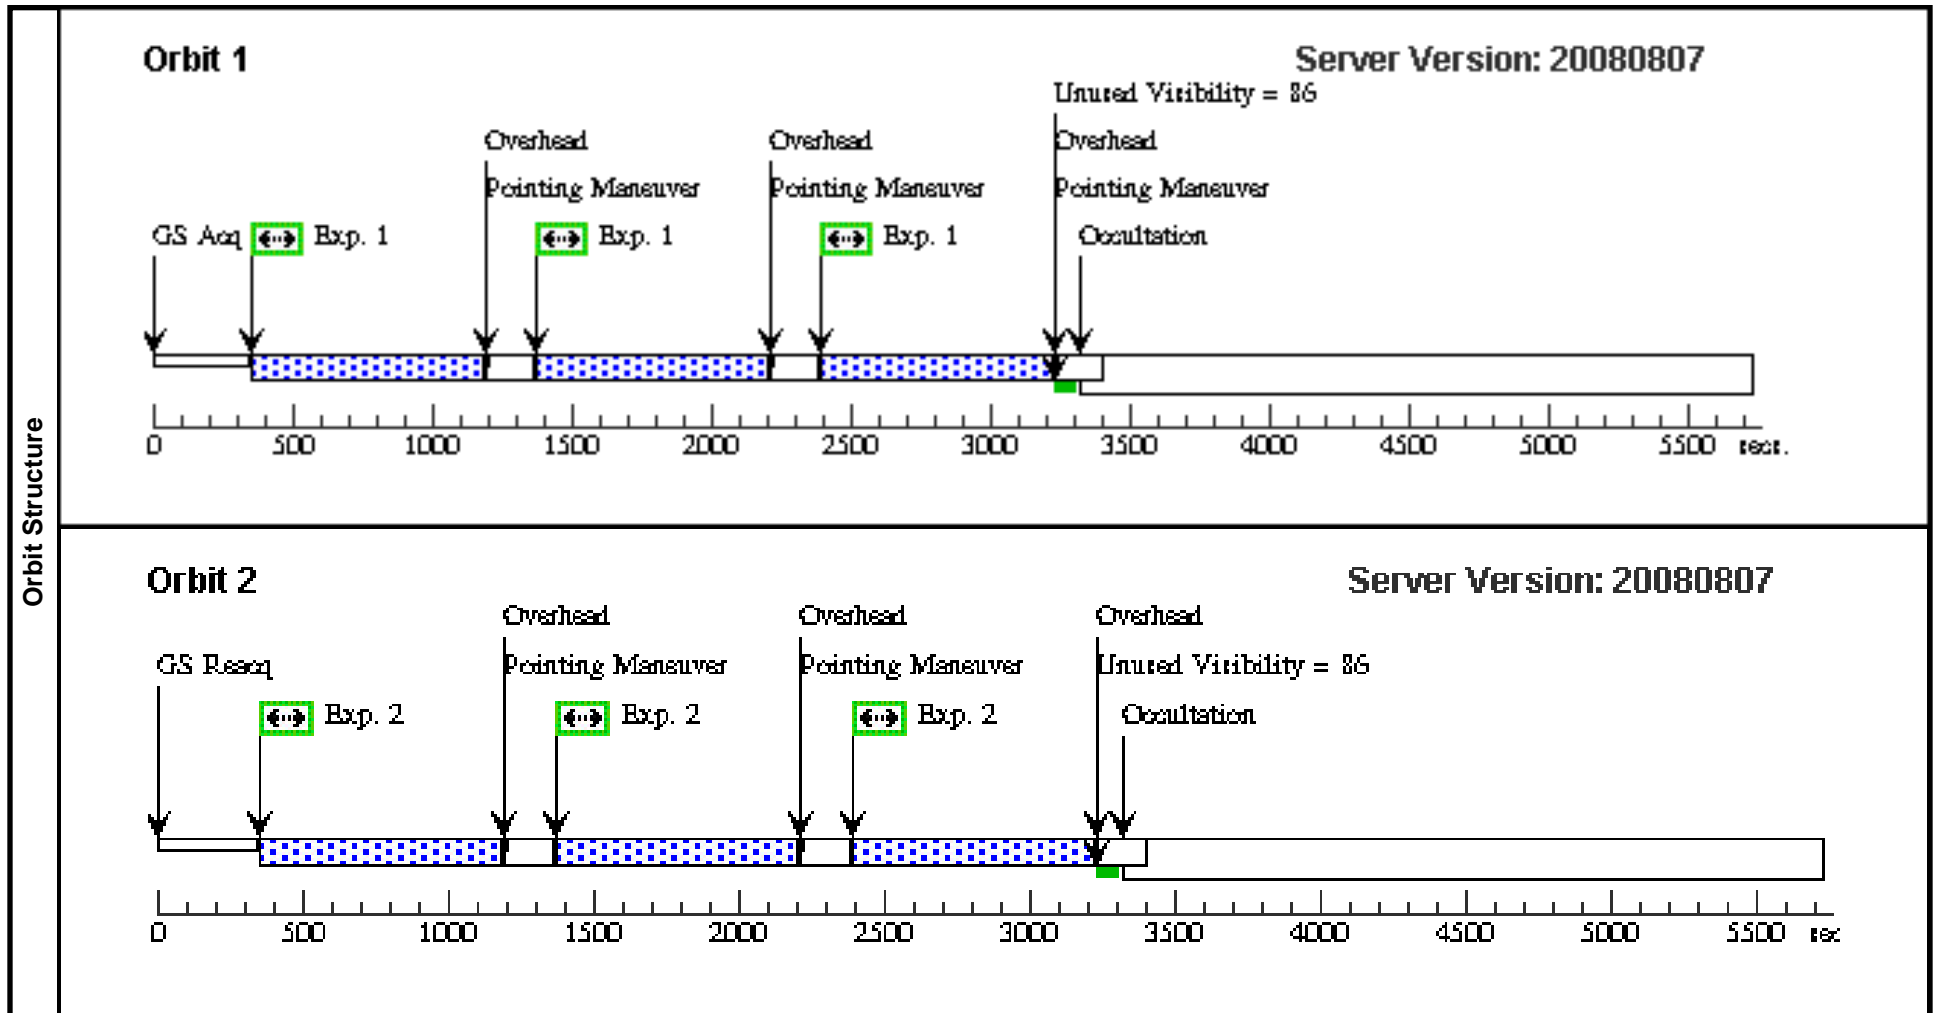 Orbit Structure
Orbit 1
Server Version: 20080807
Unused Visibility = 86
Overhead
Overhead
Overhead
Pointing Maneuver
Pointing Maneuver
Pointing Maneuver
GS Acq
Exp. 1
Exp. 1
Exp. 1
Occultation
0 500 1000 1500 2000 2500 3000 3500 4000 4500 5000 5500 secs.
Orbit 2
Server Version: 20080807
Overhead
Overhead
Overhead
GS Reacq
Pointing Maneuver
Pointing Maneuver
Unused Visibility = 86
Exp. 2
Exp. 2
Exp. 2
Occultation
0 500 1000 1500 2000 2500 3000 3500 4000 4500 5000 5500 sec